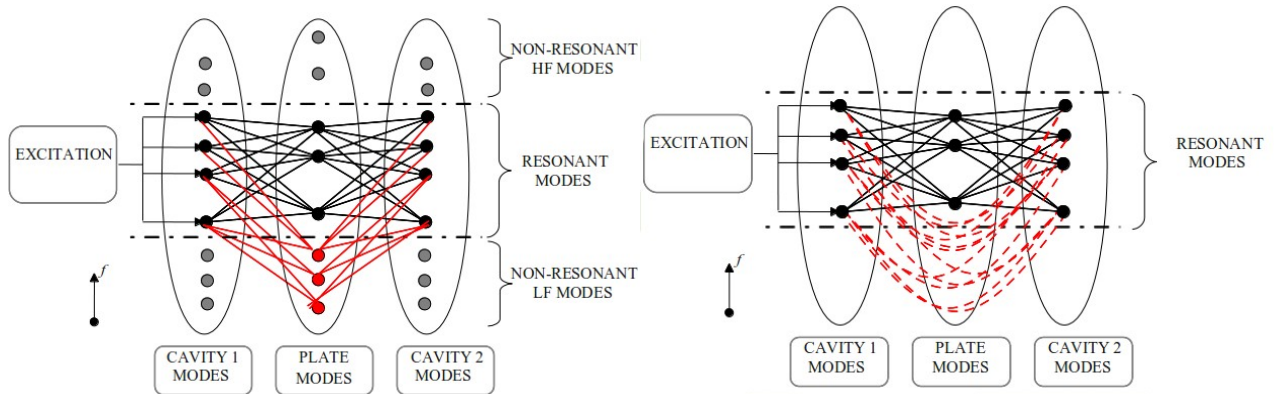 NON-RESONANT
HF MODES
EXCITATION
RESONANT
MODES
f
NON-RESONANT
LF MODES
CAVITY 1
MODES
PLATE
MODES
CAVITY 2
MODES
EXCITATION
RESONANT
MODES
f
CAVITY 1
MODES
PLATE
MODES
CAVITY 2
MODES